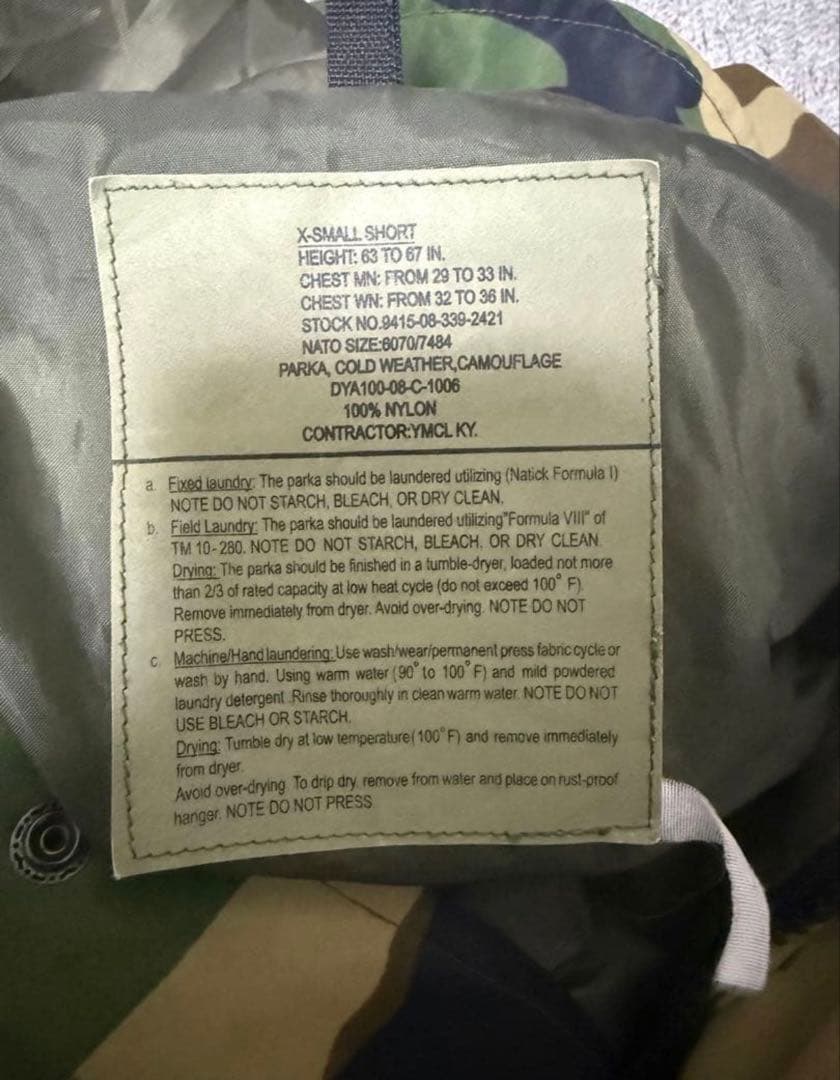 X-SMALL SHORT
HEIGHT: 63 TO 67 IN.
CHEST MN: FROM 29 TO 33 IN.
CHEST WN: FROM 32 TO 36 IN.
STOCK NO.9415-08-339-2421
NATO SIZE:6070/7484
PARKA, COLD WEATHER,CAMOUFLAGE
DYA100-08-C-1006
100% NYLON
CONTRACTOR:YMCL KY.
a. Fixed laundry: The parka should be laundered utilizing (Natick Formula I)
NOTE DO NOT STARCH, BLEACH, OR DRY CLEAN.
b. Field Laundry: The parka should be laundered utilizing"Formula VIII" of
TM 10-280. NOTE DO NOT STARCH, BLEACH. OR DRY CLEAN.
Drying: The parka should be finished in a tumble-dryer, loaded not more
than 2/3 of rated capacity at low heat cycle (do not exceed 100° F).
Remove immediately from dryer. Avoid over-drying. NOTE DO NOT
PRESS.
c Machine/Hand laundering: Use wash/wear/permanent press fabric cycle or
wash by hand. Using warm water (90° to 100° F) and mild powdered
laundry detergent .Rinse thoroughly in clean warm water. NOTE DO NOT
USE BLEACH OR STARCH.
Drying: Tumble dry at low temperature( 100°F) and remove immediately
from dryer.
Avoid over-drying. To drip dry, remove from water and place on rust-proof
hanger. NOTE DO NOT PRESS